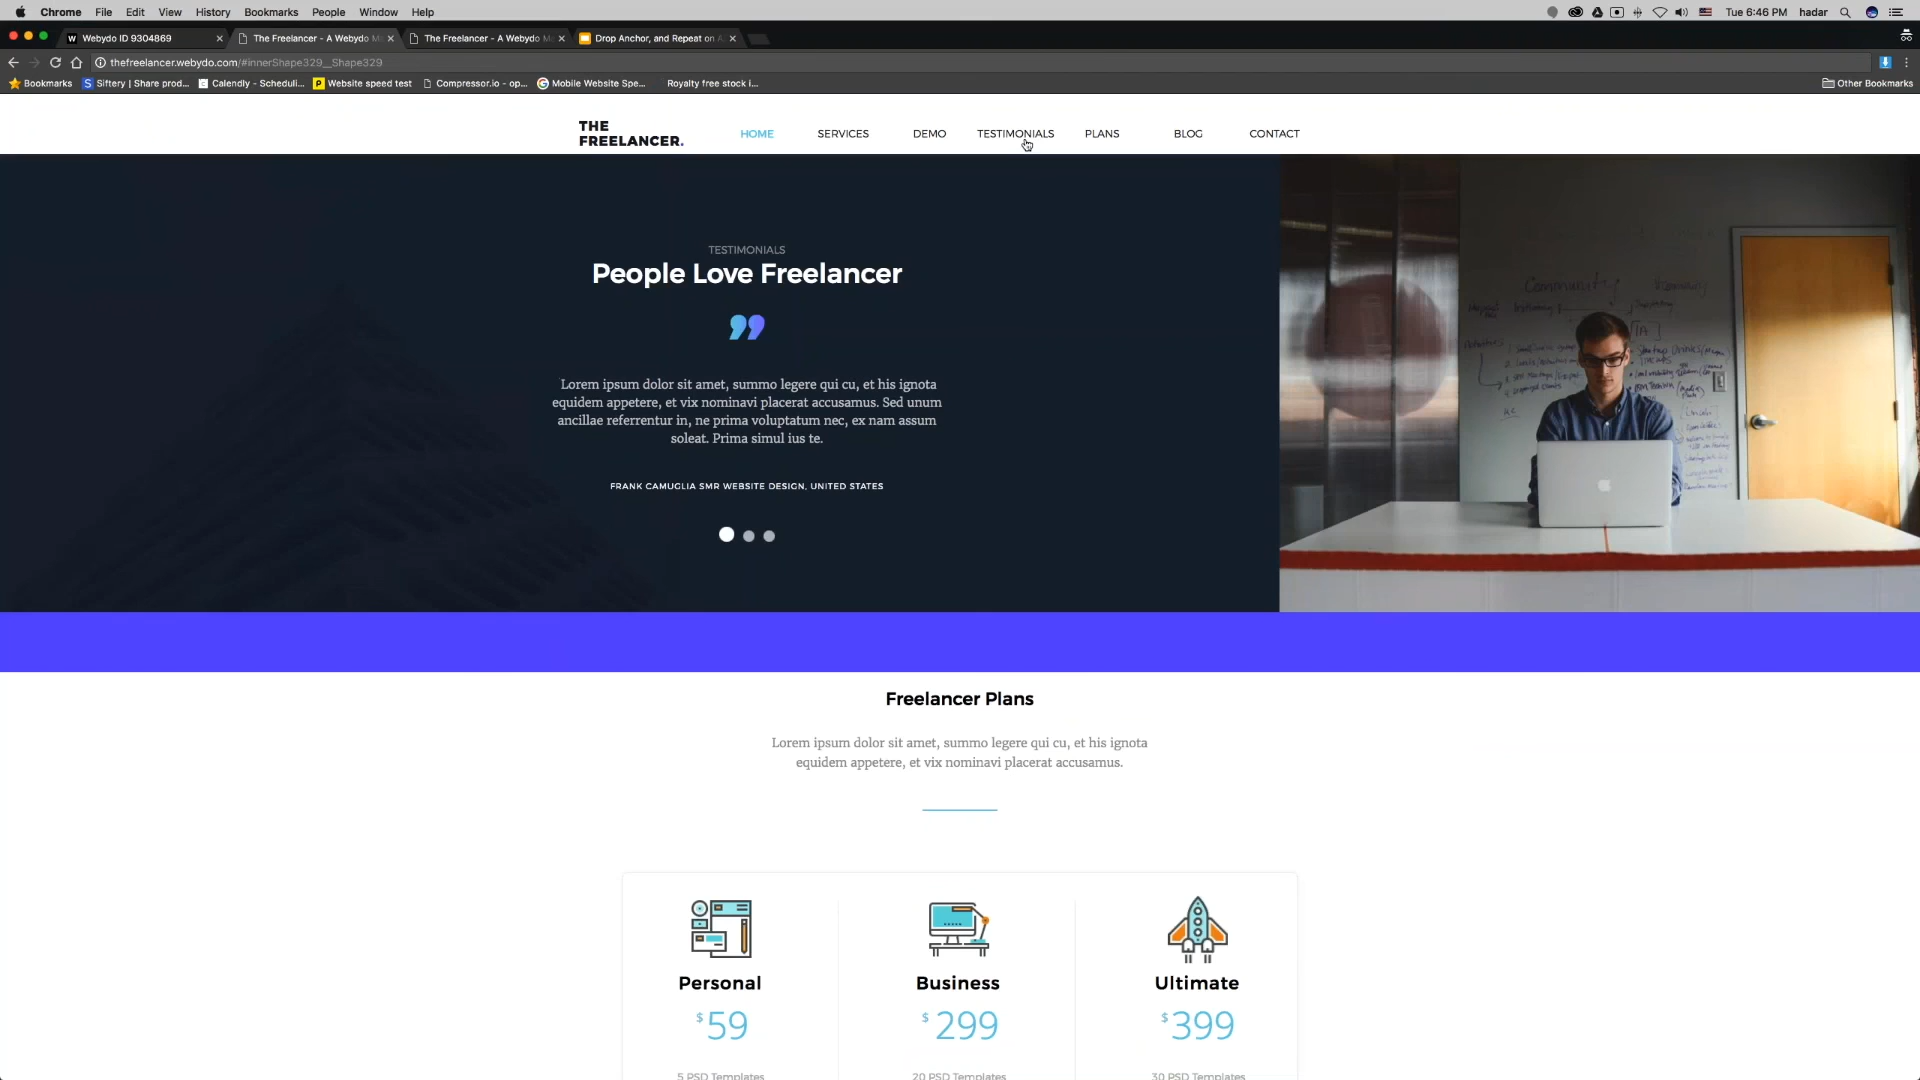 Chrome File Edit View History Bookmarks People Window Help Tue 6:46 PM hadar
Webydo ID 9304869 The Freelancer - A Webydo The Freelancer - A Webydo Drop Anchor, and Repeat on
thefreelancer.webydo.com/#innerShape329__Shape329
Bookmarks Siftery | Share prod... Calendly - Scheduli... Website speed test Compressor.io - op... Mobile Website Spe... Royalty free stock i... Other Bookmarks
THE
FREELANCER.
HOME SERVICES DEMO TESTIMONIALS PLANS BLOG CONTACT
TESTIMONIALS
People Love Freelancer
Lorem ipsum dolor sit amet, summo legere qui cu, et his ignota
equidem appetere, et vix nominavi placerat accusamus. Sed unum
ancillae referrentur in, ne prima voluptatum nec, ex nam assum
soleat. Prima simul ius te.
FRANK CAMUGLIA SMR WEBSITE DESIGN, UNITED STATES
Community
Freelancer Plans
Lorem ipsum dolor sit amet, summo legere qui cu, et his ignota
equidem appetere, et vix nominavi placerat accusamus.
Personal Business Ultimate
$59 $299 $399
5 PSD Templates 20 PSD Templates 30 PSD Templates